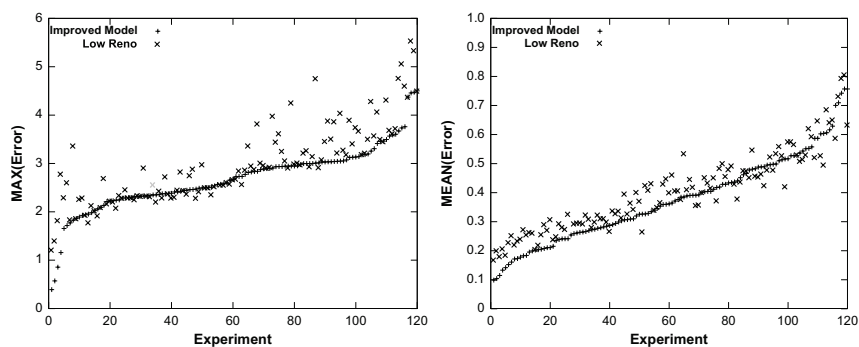 MAX(Error)
6
5
4
3
2
1
0
Improved Model +
Low Reno ×
0 20 40 60 80 100 120
Experiment
MEAN(Error)
1.0
0.9
0.8
0.7
0.6
0.5
0.4
0.3
0.2
0.1
0.0
Improved Model +
Low Reno ×
0 20 40 60 80 100 120
Experiment